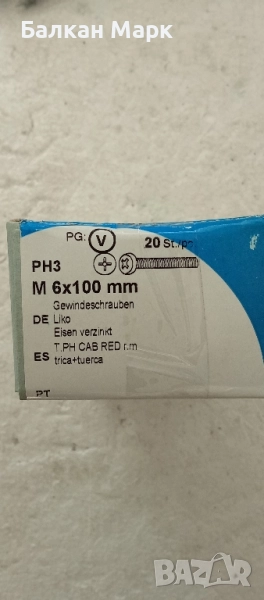 Балкан Марк
PG: V 20 St./p
PH3
M 6x100 mm
Gewindeschrauben
DE Liko
Eisen verzinkt
ES T.PH CAB RED r.m
trica+tuerca
PT
BAZAR